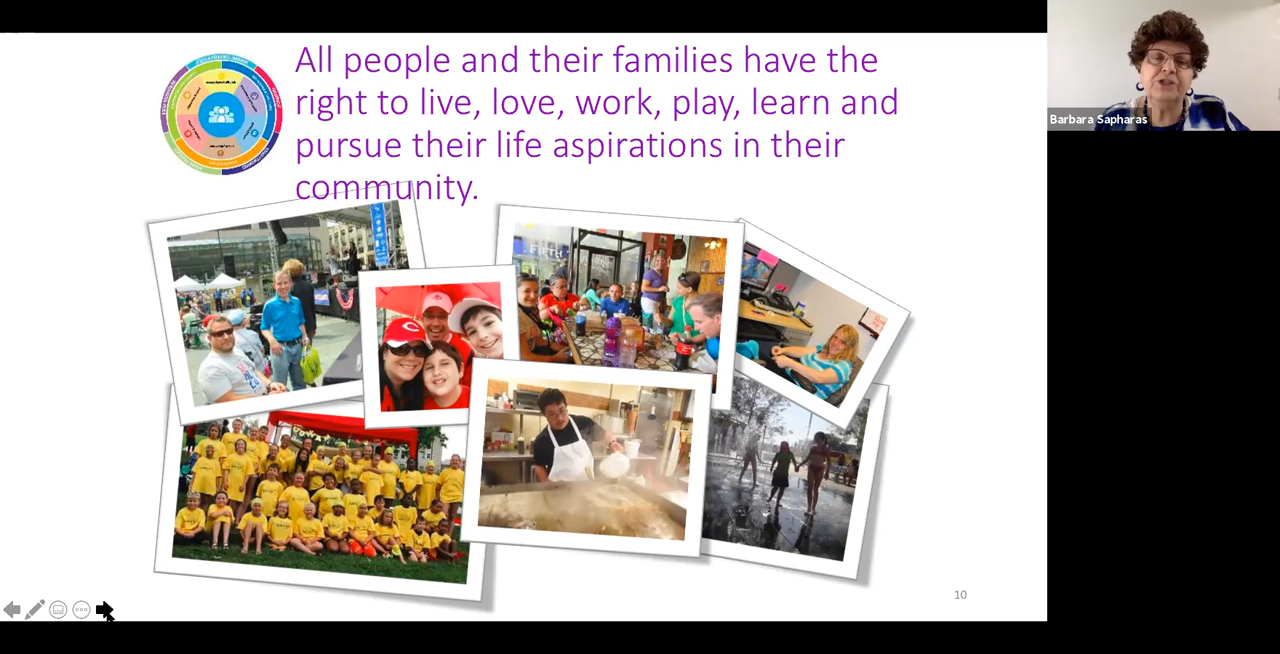 All people and their families have the
right to live, love, work, play, learn and
pursue their life aspirations in their
community.
Barbara Sapharas
10